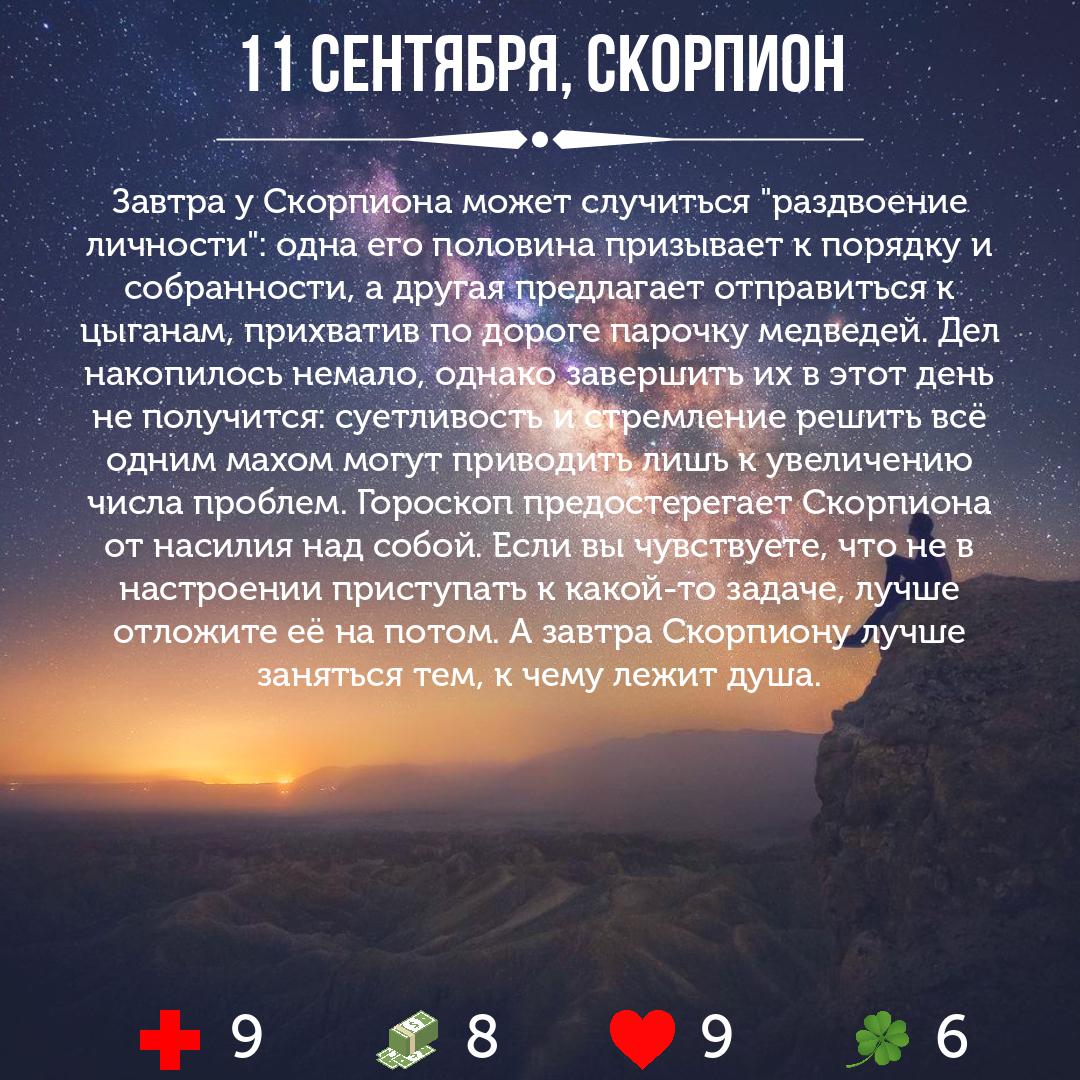 11 СЕНТЯБРЯ, СКОРПИОН
Завтра у Скорпиона может случиться "раздвоение
личности": одна его половина призывает к порядку и
собранности, а другая предлагает отправиться к
цыганам, прихватив по дороге парочку медведей. Дел
накопилось немало, однако завершить их в этот день
не получится: суетливость и стремление решить всё
одним махом могут приводить лишь к увеличению
числа проблем. Гороскоп предостерегает Скорпиона
от насилия над собой. Если вы чувствуете, что не в
настроении приступать к какой-то задаче, лучше
отложите её на потом. А завтра Скорпиону лучше
заняться тем, к чему лежит душа.
9 8 9 6